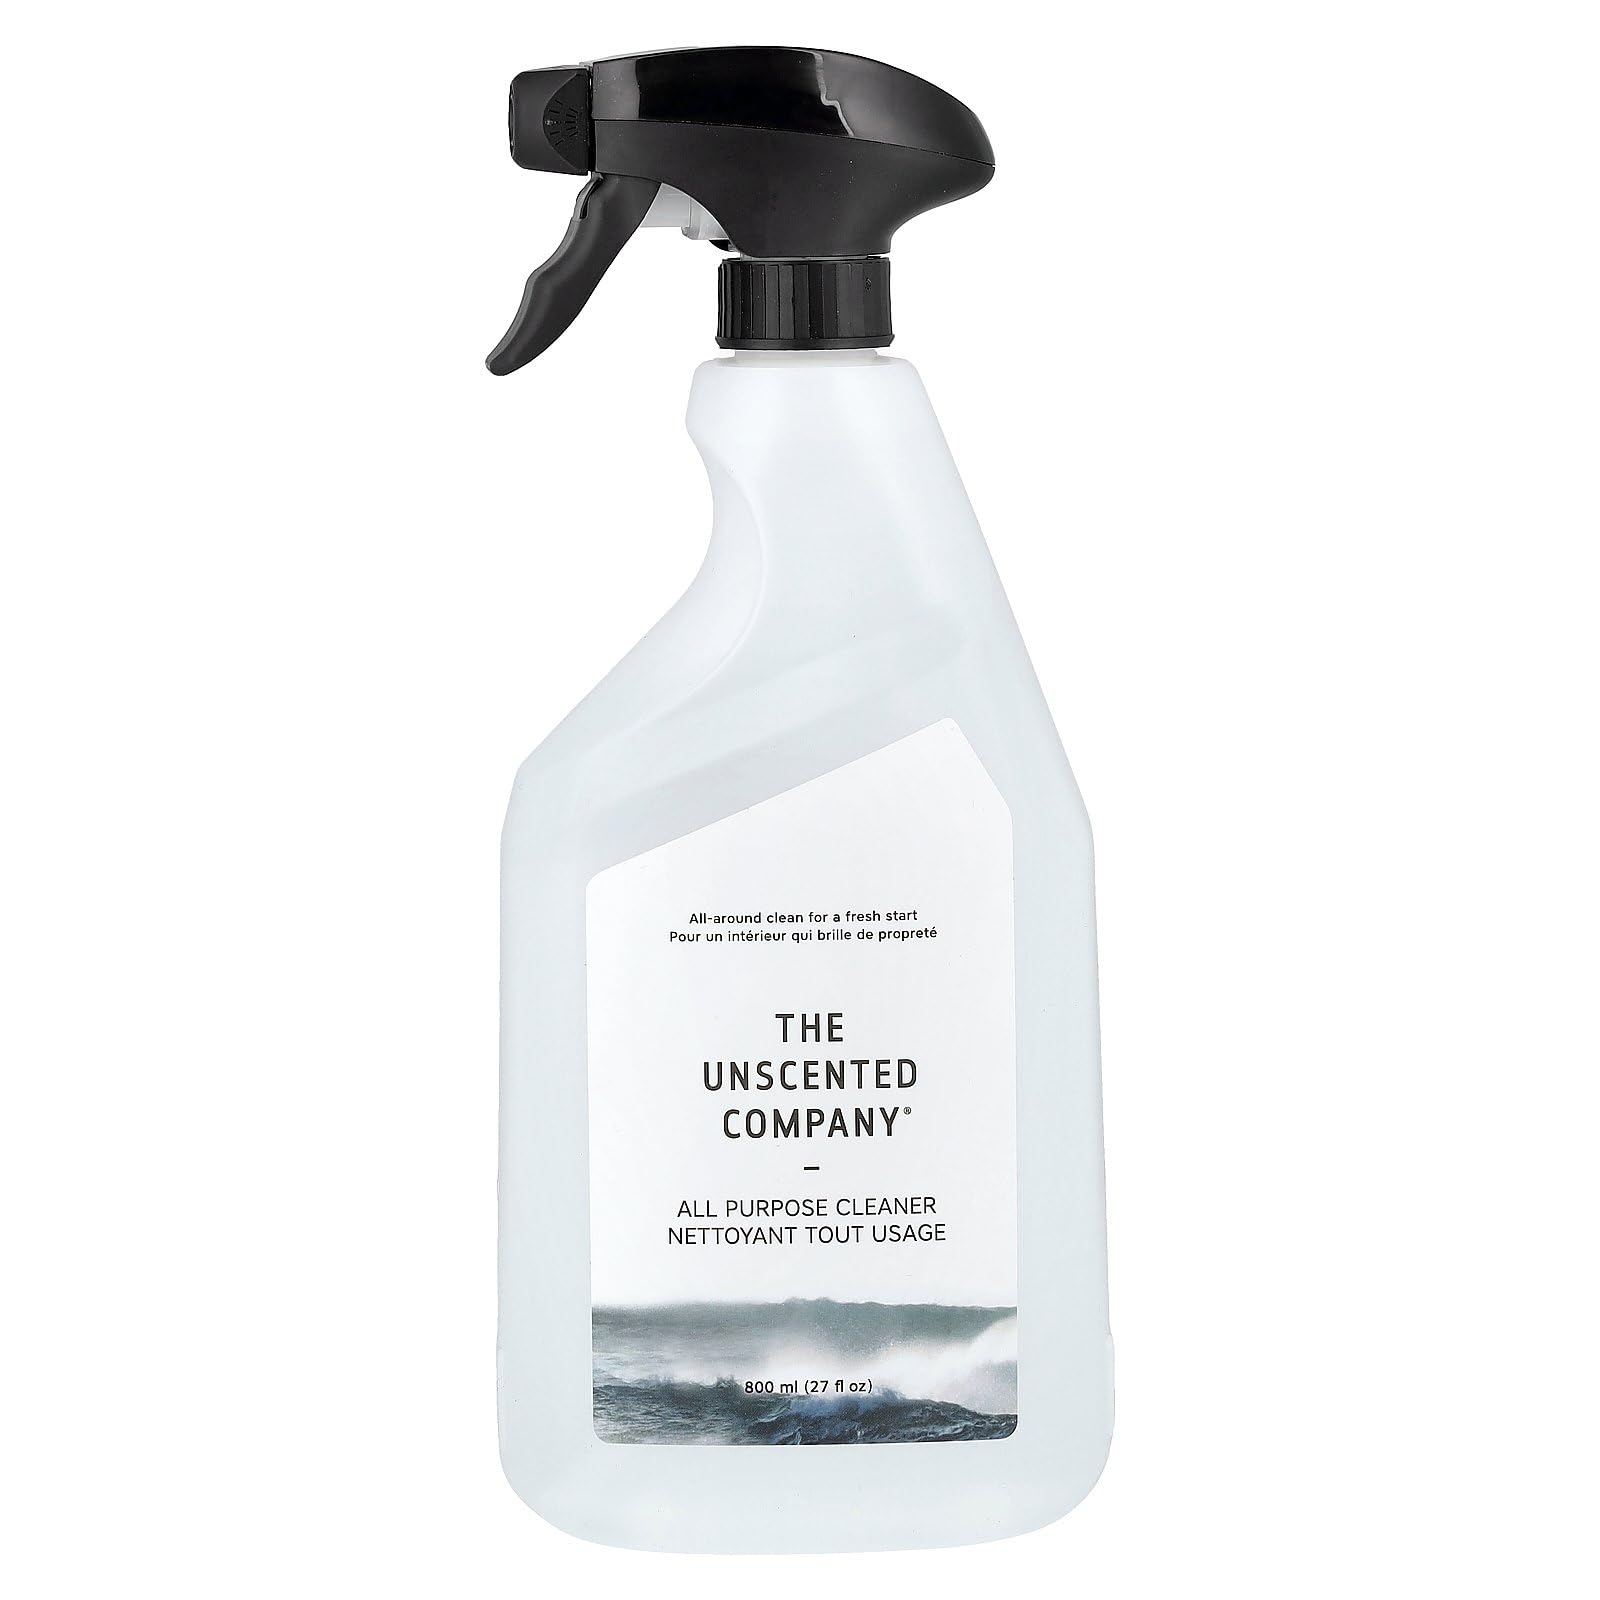 All-around clean for a fresh start
Pour un intérieur qui brille de propreté
THE
UNSCENTED
COMPANY®
–
ALL PURPOSE CLEANER
NETTOYANT TOUT USAGE
800 ml (27 fl oz)